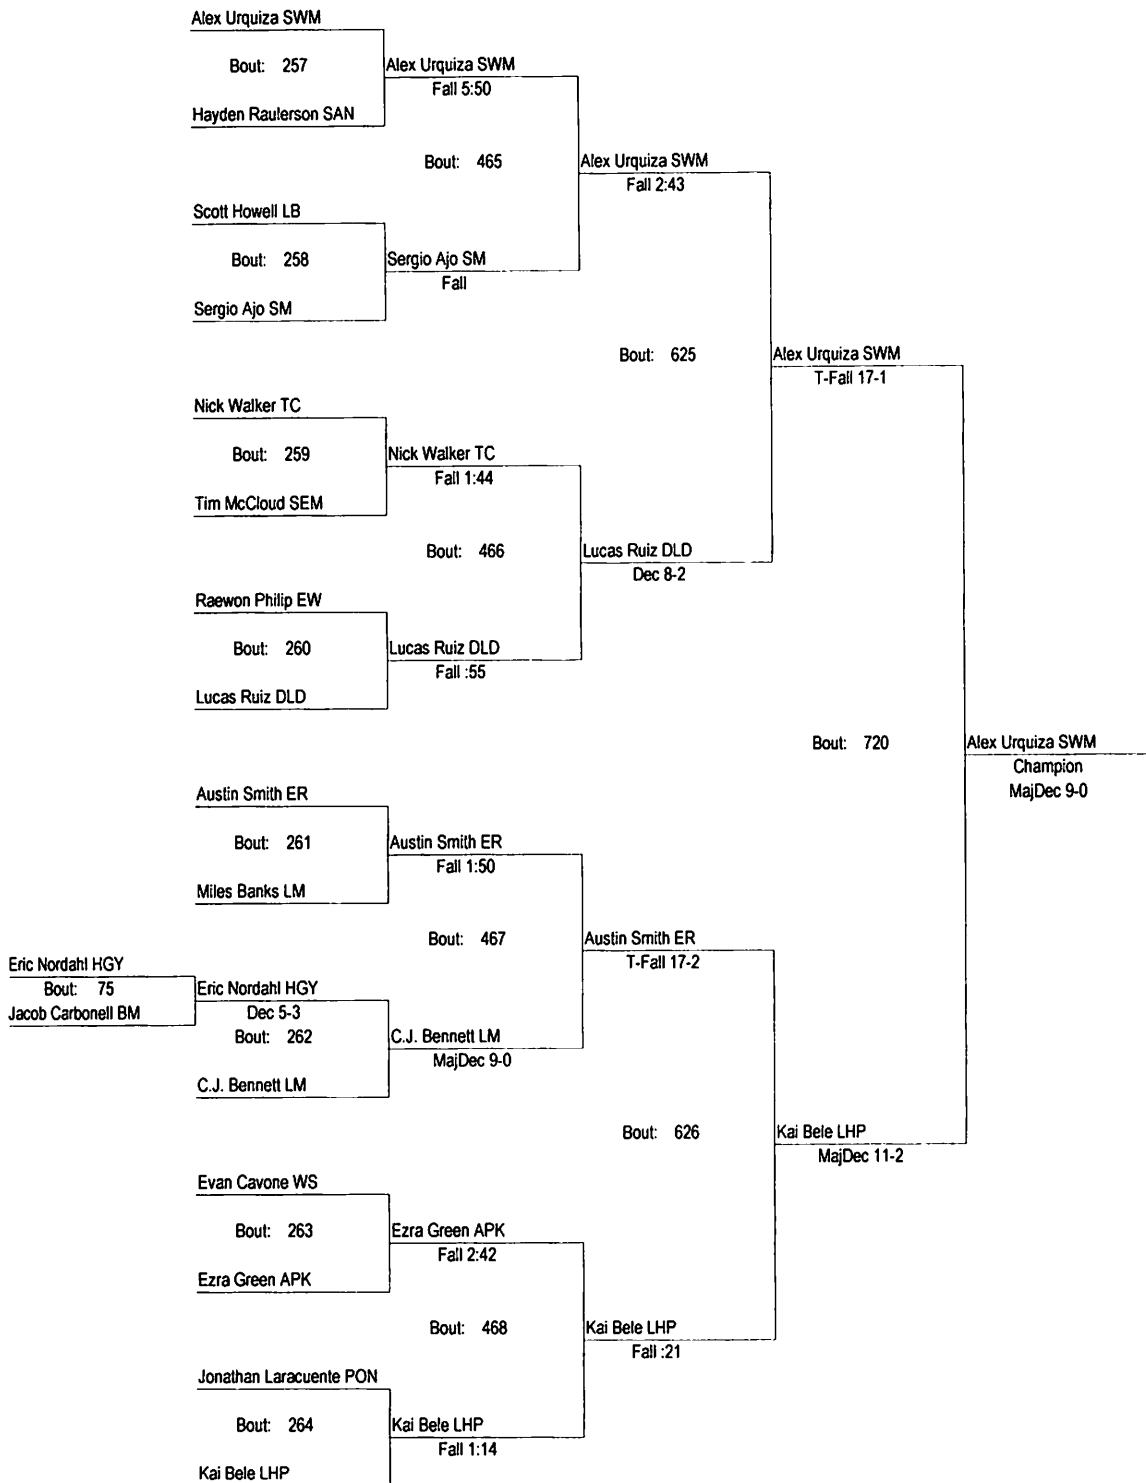 Alex Urquiza SWM
Bout: 257
Alex Urquiza SWM
Fall 5:50
Hayden Raulerson SAN
Bout: 465
Alex Urquiza SWM
Fall 2:43
Scott Howell LB
Bout: 258
Sergio Ajo SM
Fall
Sergio Ajo SM
Bout: 625
Alex Urquiza SWM
T-Fall 17-1
Nick Walker TC
Bout: 259
Nick Walker TC
Fall 1:44
Tim McCloud SEM
Bout: 466
Lucas Ruiz DLD
Dec 8-2
Raewon Philip EW
Bout: 260
Lucas Ruiz DLD
Fall :55
Lucas Ruiz DLD
Bout: 720
Alex Urquiza SWM
Champion
MajDec 9-0
Austin Smith ER
Bout: 261
Austin Smith ER
Fall 1:50
Miles Banks LM
Bout: 467
Austin Smith ER
T-Fall 17-2
Eric Nordahl HGY
Bout: 75
Jacob Carbonell BM
Eric Nordahl HGY
Dec 5-3
Bout: 262
C.J. Bennett LM
MajDec 9-0
C.J. Bennett LM
Bout: 626
Kai Bele LHP
MajDec 11-2
Evan Cavone WS
Bout: 263
Ezra Green APK
Fall 2:42
Ezra Green APK
Bout: 468
Kai Bele LHP
Fall :21
Jonathan Laracuente PON
Bout: 264
Kai Bele LHP
Fall 1:14
Kai Bele LHP